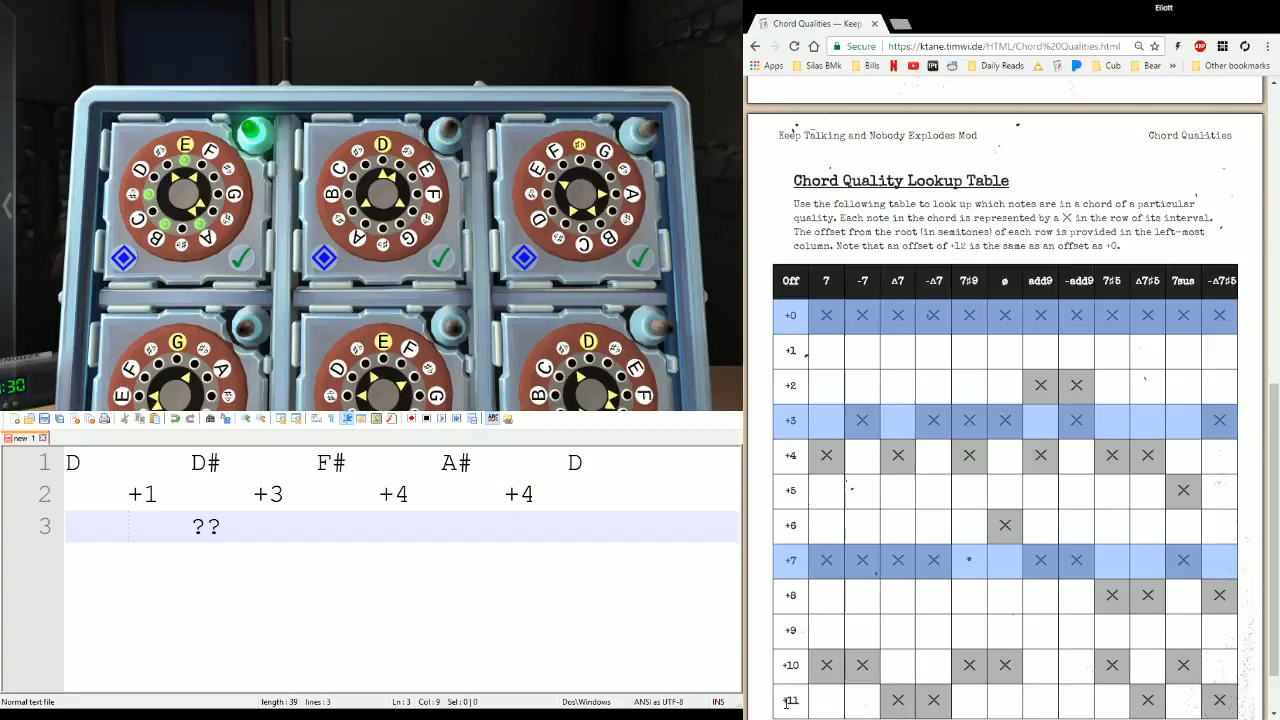 Eliott
Chord Qualities — Keep
Secure
https://ktane.timwi.de/HTML/Chord%20Qualities.html
Apps Silas BMk Bills Daily Reads Cub Bear » Other bookmarks
Keep Talking and Nobody Explodes Mod
Chord Qualities
Chord Quality Lookup Table
Use the following table to look up which notes are in a chord of a particular
quality. Each note in the chord is represented by a X in the row of its interval.
The offset from the root (in semitones) of each row is provided in the left-most
column. Note that an offset of +12 is the same as an offset as +0.
Off 7 -7 Δ7 -Δ7 7♯9 ø add9 -add9 7♯5 Δ7♯5 7sus -Δ7♯5
+0 X X X X X X X X X X X X
+1
+2 X X
+3 X X X X X X
+4 X X X X X X
+5 X
+6 X
+7 X X X X * X X X
+8 X X X
+9
+10 X X X X X X
+11 X X X X
E F ♯♭ G ♯♭ A ♯♭ B C ♯♭ D ♯♭
D ♯♭ E F ♯♭ G ♯♭ A ♯♭ B C ♯♭
♯♭ G ♯♭ A ♯♭ B C ♯♭ D ♯♭ E F
G ♯♭ A ♯♭ E F ♯♭
E F ♯♭ G ♯♭ D ♯♭
D ♯♭ E F ♯♭ B C ♯♭
:30
new 1
1 D D# F# A# D
2 +1 +3 +4 +4
3 ??
Normal text file
length : 39 lines : 3
Ln : 3 Col : 9 Sel : 0 | 0
Dos\Windows
ANSI as UTF-8
INS